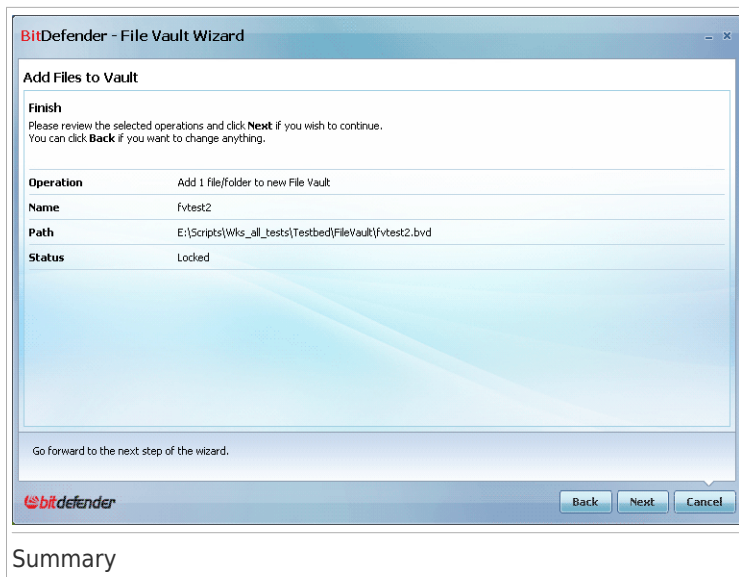 BitDefender - File Vault Wizard
Add Files to Vault
Finish
Please review the selected operations and click Next if you wish to continue.
You can click Back if you want to change anything.
Operation Add 1 file/folder to new File Vault
Name fvtest2
Path E:\Scripts\Wks_all_tests\Testbed\FileVault\fvtest2.bvd
Status Locked
Go forward to the next step of the wizard.
bitdefender
Back Next Cancel
Summary